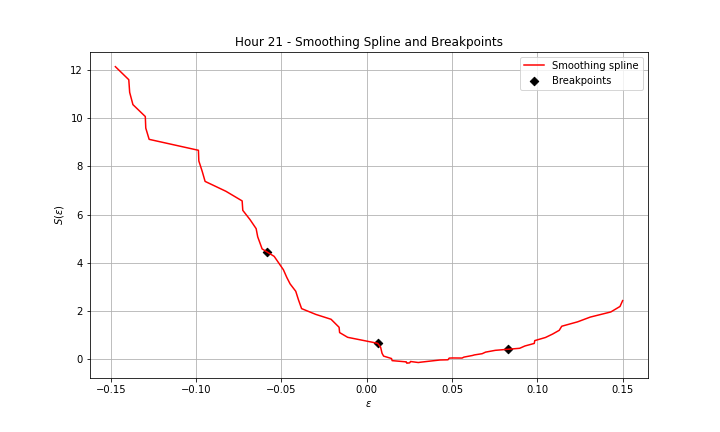 Hour 21 - Smoothing Spline and Breakpoints
Smoothing spline
Breakpoints
S(ε)
12
10
8
6
4
2
0
−0.15
−0.10
−0.05
0.00
0.05
0.10
0.15
ε